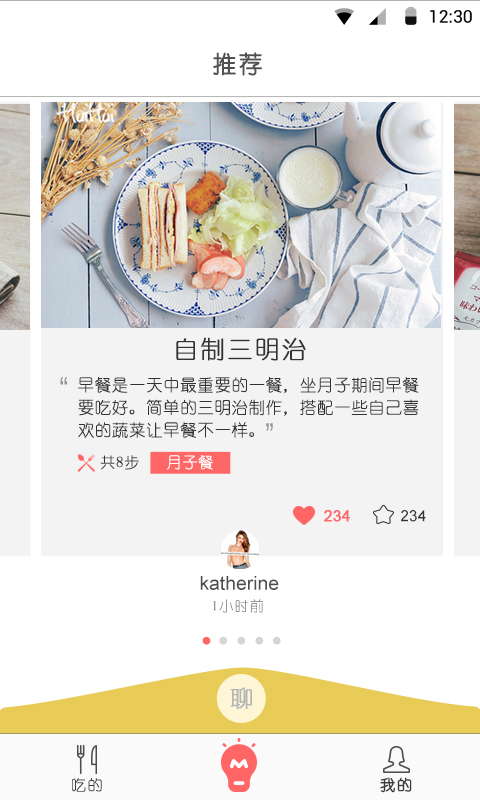 12:30
推荐
自制三明治
“ 早餐是一天中最重要的一餐，坐月子期间早餐
要吃好。简单的三明治制作，搭配一些自己喜
欢的蔬菜让早餐不一样。”
共8步 月子餐
234 234
katherine
1小时前
聊
吃的 我的